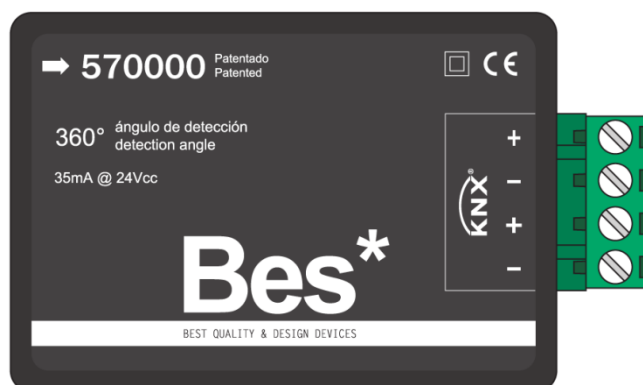 570000 Patentado
Patented
CE
360° ángulo de detección
detection angle
35mA @ 24Vcc
KNX®
+
−
+
−
Bes*
BEST QUALITY & DESIGN DEVICES